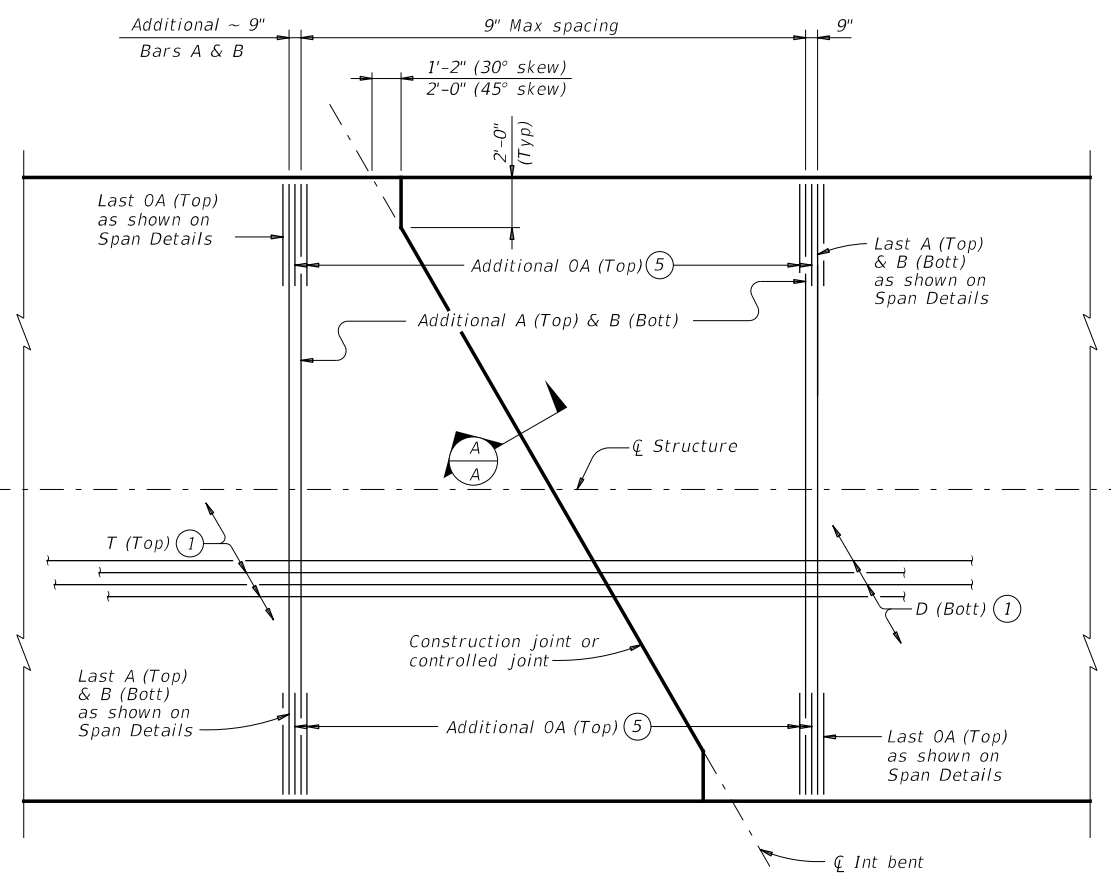 Additional ~ 9"
Bars A & B
9" Max spacing
9"
1'-2" (30° skew)
2'-0" (45° skew)
2'-0"
(Typ)
Last OA (Top)
as shown on
Span Details
Additional OA (Top) 5
Last A (Top)
& B (Bott)
as shown on
Span Details
Additional A (Top) & B (Bott)
A
A
℄ Structure
T (Top) 1
D (Bott) 1
Construction joint or
controlled joint
Last A (Top)
& B (Bott)
as shown on
Span Details
Additional OA (Top) 5
Last OA (Top)
as shown on
Span Details
℄ Int bent